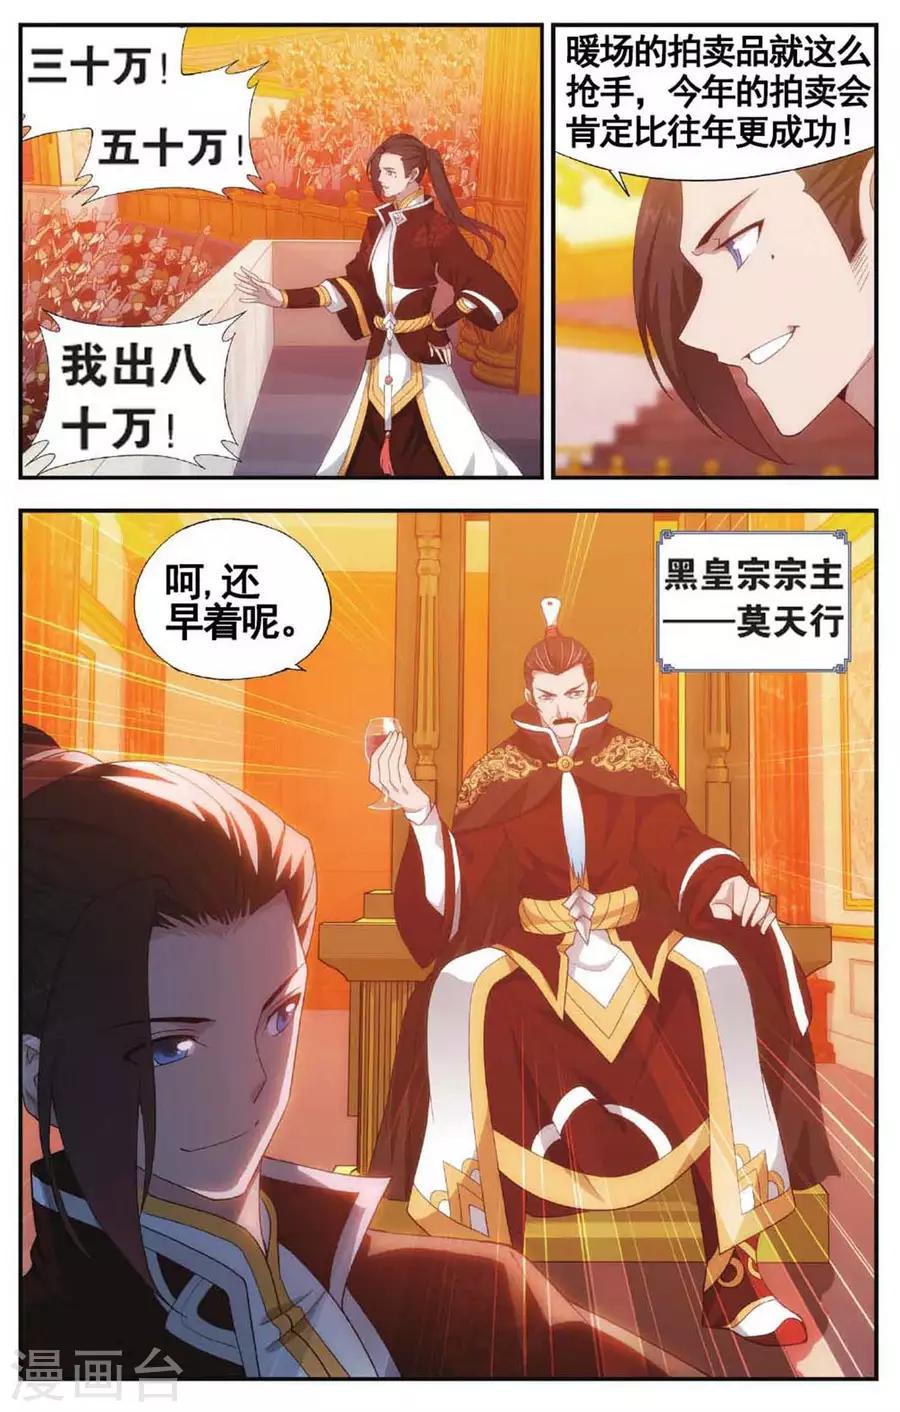 三十万！
五十万！
我出八
十万！
暖场的拍卖品就这么
抢手，今年的拍卖会
肯定比往年更成功！
呵,还
早着呢。
黑皇宗宗主
——莫天行
漫画台